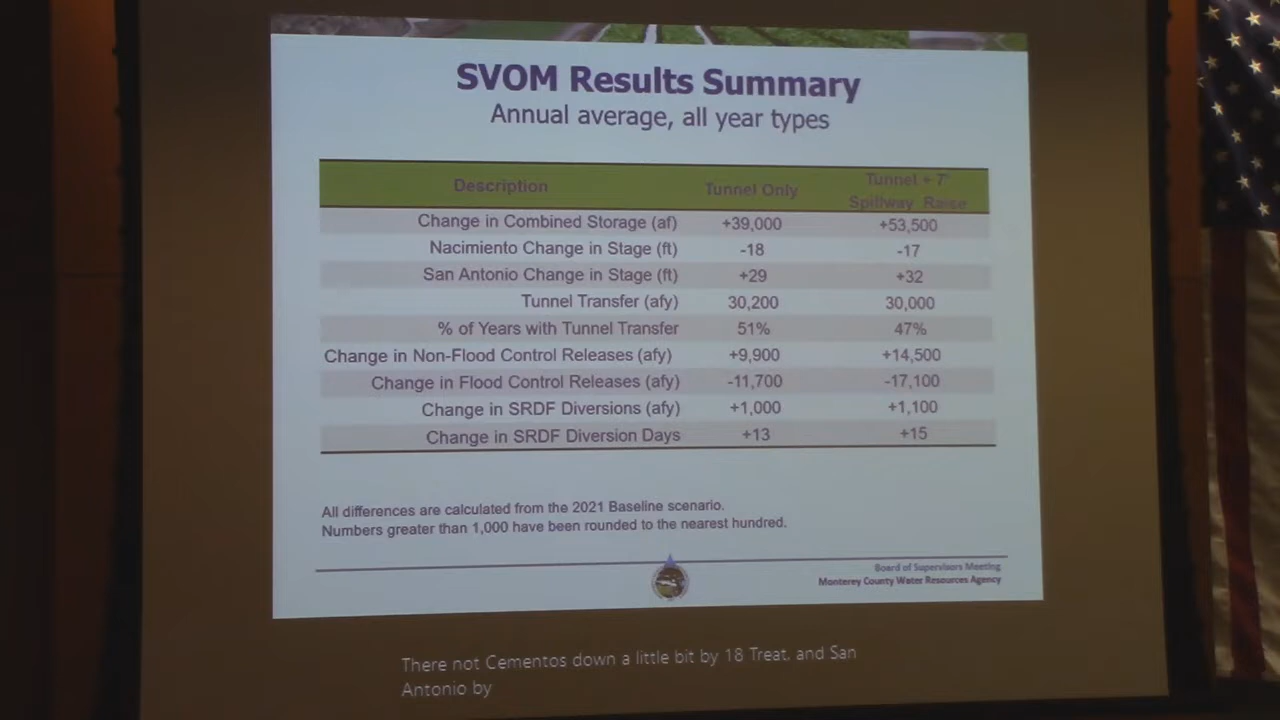 SVOM Results Summary
Annual average, all year types
Description Tunnel Only Tunnel + 7' Spillway Raise
Change in Combined Storage (af) +39,000 +53,500
Nacimiento Change in Stage (ft) -18 -17
San Antonio Change in Stage (ft) +29 +32
Tunnel Transfer (afy) 30,200 30,000
% of Years with Tunnel Transfer 51% 47%
Change in Non-Flood Control Releases (afy) +9,900 +14,500
Change in Flood Control Releases (afy) -11,700 -17,100
Change in SRDF Diversions (afy) +1,000 +1,100
Change in SRDF Diversion Days +13 +15
All differences are calculated from the 2021 Baseline scenario.
Numbers greater than 1,000 have been rounded to the nearest hundred.
Board of Supervisors Meeting
Monterey County Water Resources Agency
There not Cementos down a little bit by 18 Treat, and San
Antonio by